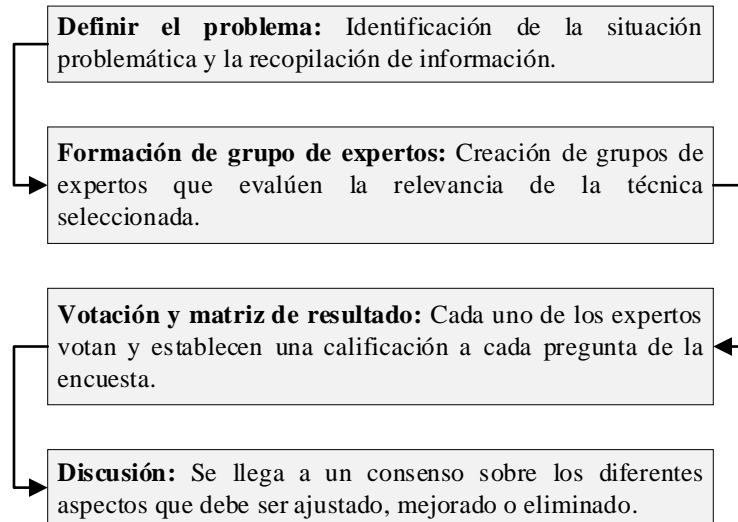 Definir el problema: Identificación de la situación
problemática y la recopilación de información.
Formación de grupo de expertos: Creación de grupos de
expertos que evalúen la relevancia de la técnica
seleccionada.
Votación y matriz de resultado: Cada uno de los expertos
votan y establecen una calificación a cada pregunta de la
encuesta.
Discusión: Se llega a un consenso sobre los diferentes
aspectos que debe ser ajustado, mejorado o eliminado.